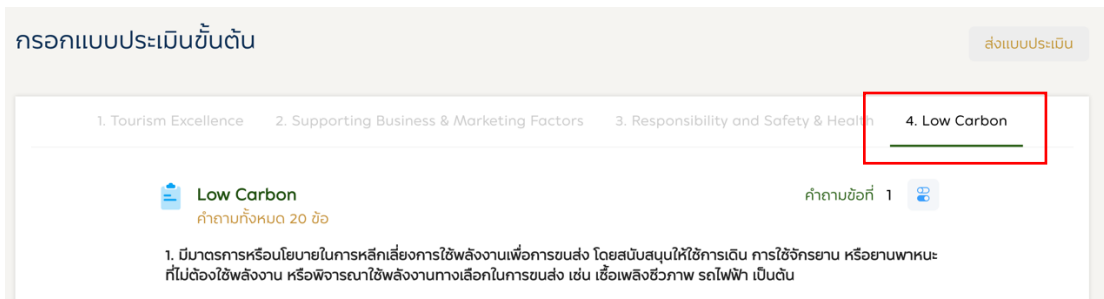 กรอกแบบประเมินขั้นต้น
ส่งแบบประเมิน
1. Tourism Excellence 2. Supporting Business & Marketing Factors 3. Responsibility and Safety & Health 4. Low Carbon
Low Carbon
คำถามข้อที่ 1
คำถามทั้งหมด 20 ข้อ
1. มีมาตรการหรือนโยบายในการหลีกเลี่ยงการใช้พลังงานเพื่อการขนส่ง โดยสนับสนุนให้ใช้การเดิน การใช้จักรยาน หรือยานพาหนะ
ที่ไม่ต้องใช้พลังงาน หรือพิจารณาใช้พลังงานทางเลือกในการขนส่ง เช่น เชื้อเพลิงชีวภาพ รถไฟฟ้า เป็นต้น